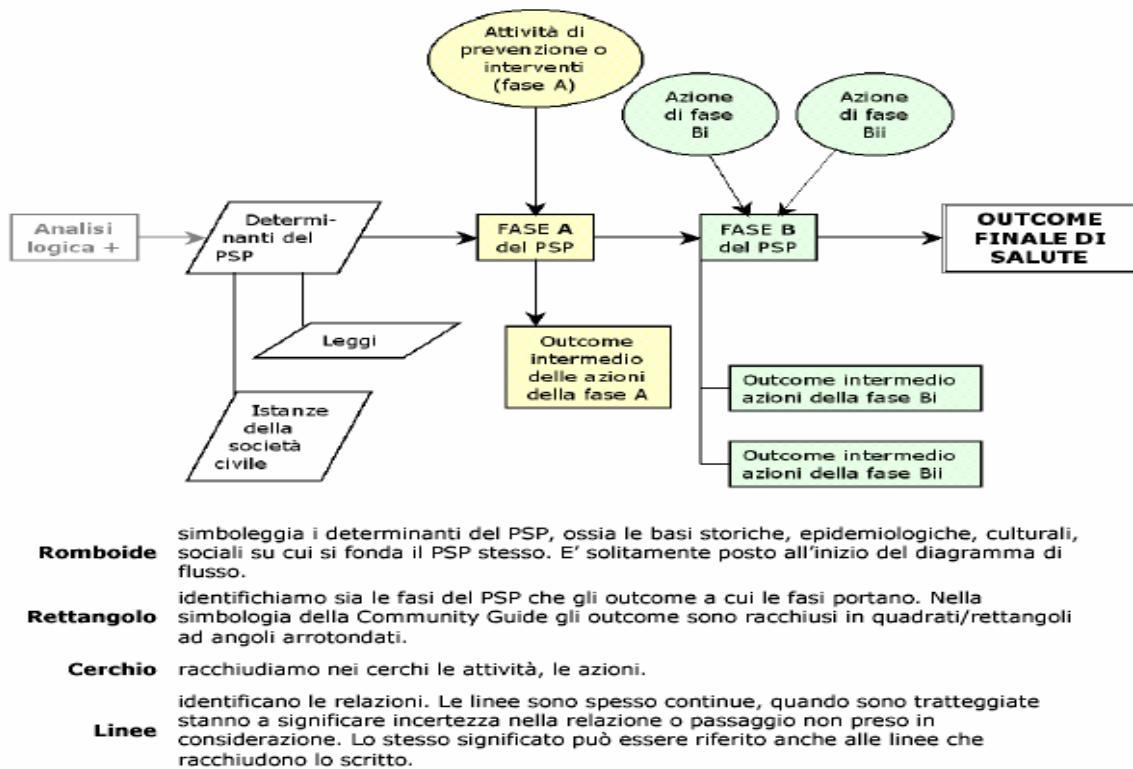 Attività di
prevenzione o
interventi
(fase A)
Azione
di fase
Bi
Azione
di fase
Bii
Analisi
logica +
Determi-
nanti del
PSP
FASE A
del PSP
FASE B
del PSP
OUTCOME
FINALE DI
SALUTE
Leggi
Outcome
intermedio
delle azioni
della fase A
Istanze
della
società
civile
Outcome intermedio
azioni della fase Bi
Outcome intermedio
azioni della fase Bii
Romboide
simboleggia i determinanti del PSP, ossia le basi storiche, epidemiologiche, culturali,
sociali su cui si fonda il PSP stesso. E' solitamente posto all'inizio del diagramma di
flusso.
Rettangolo
identifichiamo sia le fasi del PSP che gli outcome a cui le fasi portano. Nella
simbologia della Community Guide gli outcome sono racchiusi in quadrati/rettangoli
ad angoli arrotondati.
Cerchio
racchiudiamo nei cerchi le attività, le azioni.
Linee
identificano le relazioni. Le linee sono spesso continue, quando sono tratteggiate
stanno a significare incertezza nella relazione o passaggio non preso in
considerazione. Lo stesso significato può essere riferito anche alle linee che
racchiudono lo scritto.